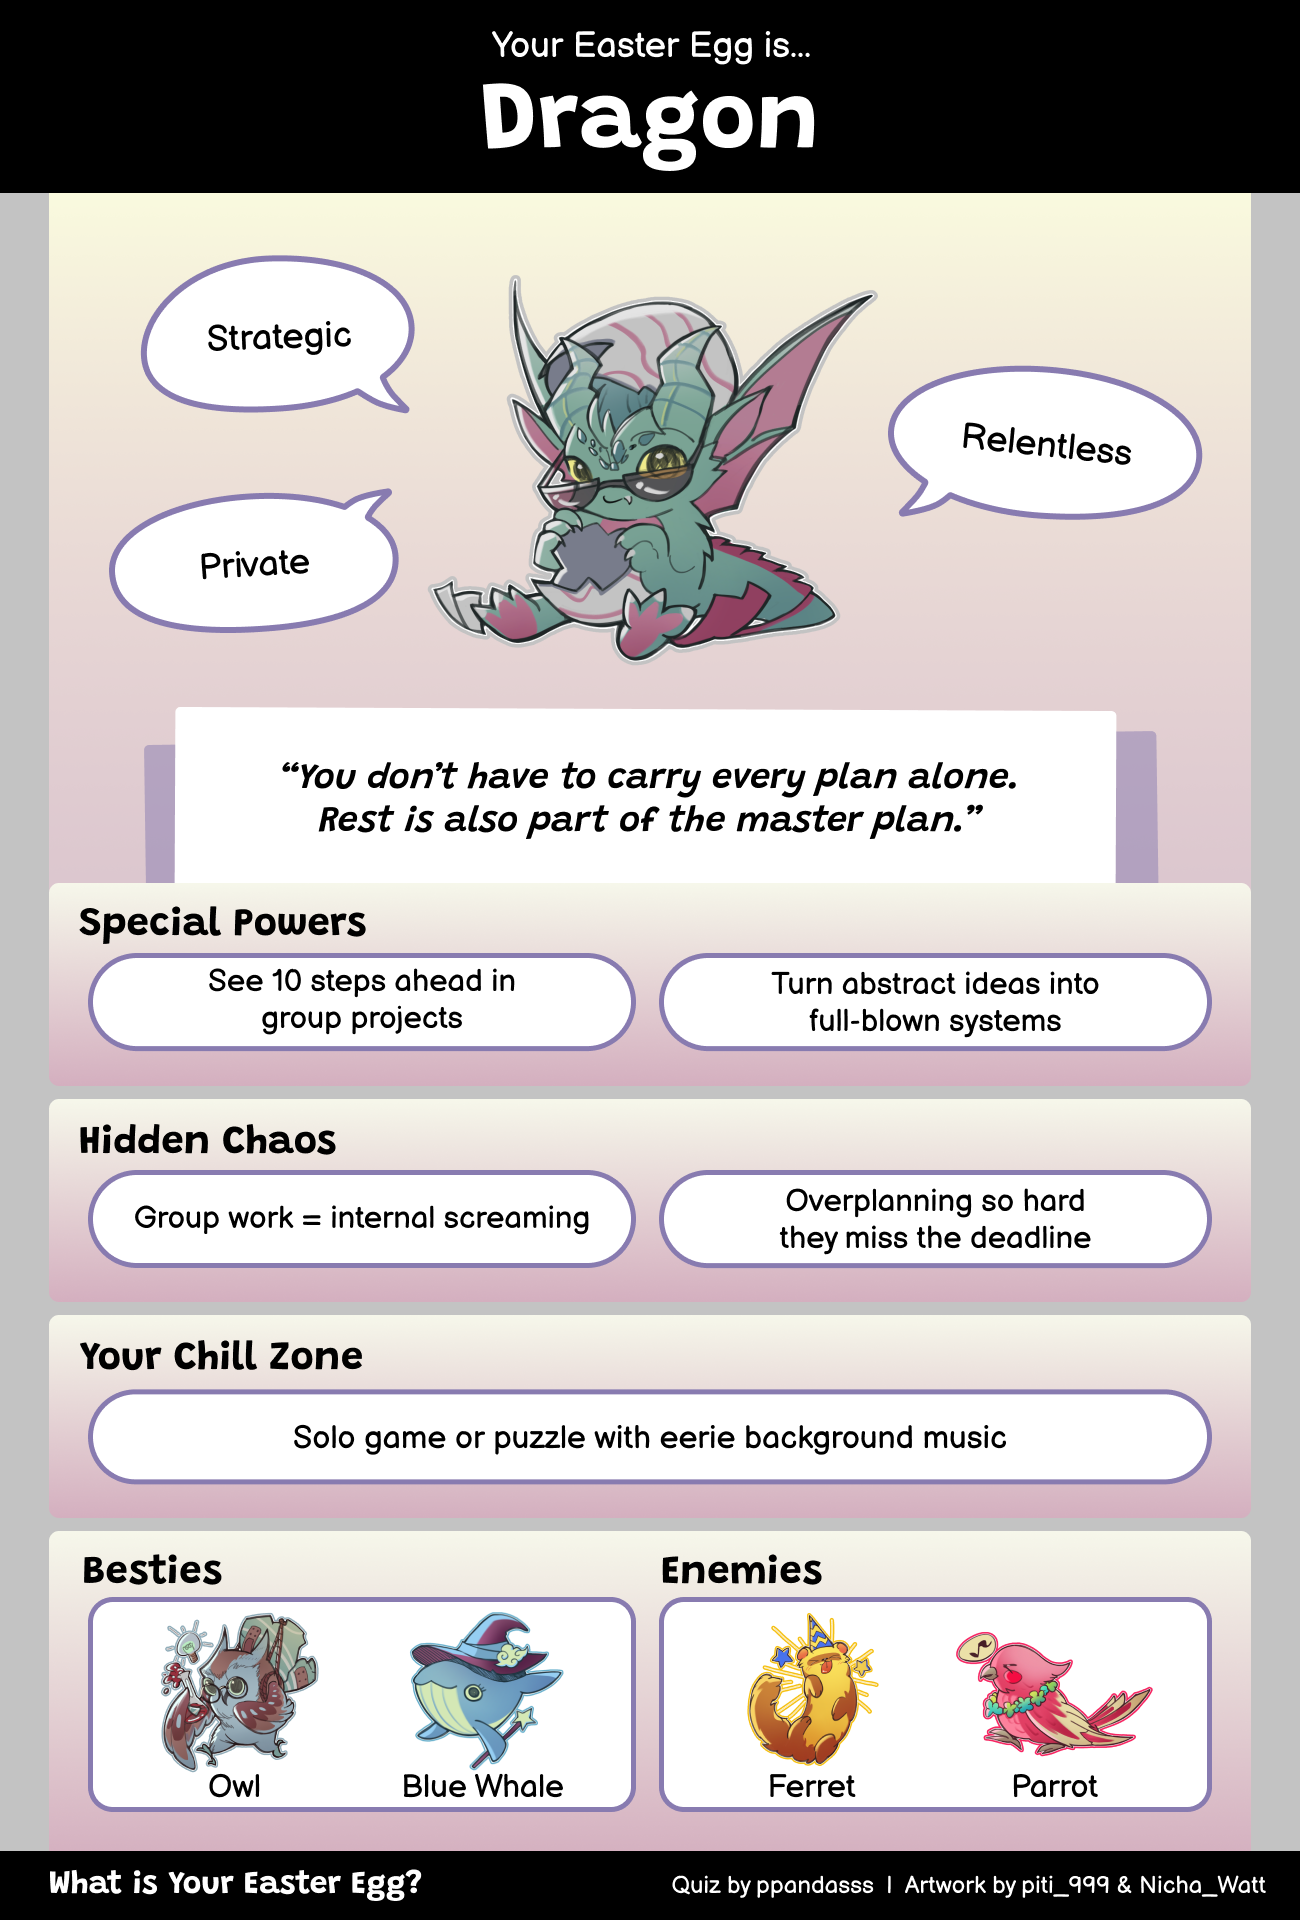 Your Easter Egg is...
Dragon
Strategic
Relentless
Private
“You don’t have to carry every plan alone.
Rest is also part of the master plan.”
Special Powers
See 10 steps ahead in
group projects
Turn abstract ideas into
full-blown systems
Hidden Chaos
Group work = internal screaming
Overplanning so hard
they miss the deadline
Your Chill Zone
Solo game or puzzle with eerie background music
Besties
Enemies
Owl
Blue Whale
Ferret
Parrot
What is Your Easter Egg?
Quiz by ppandasss | Artwork by piti_999 & Nicha_Watt